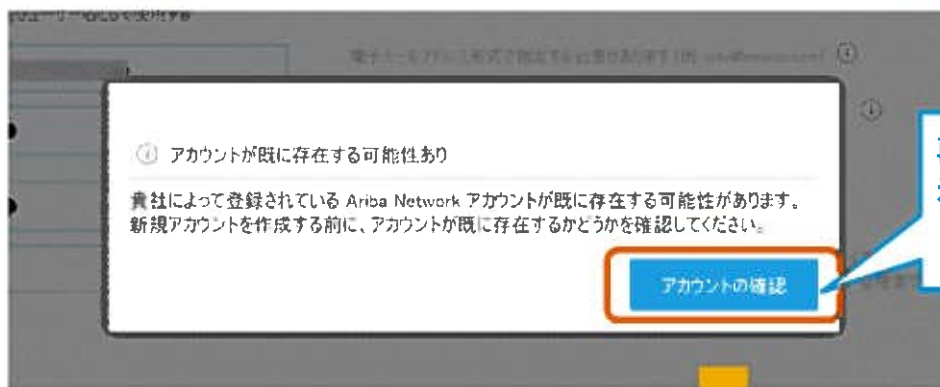 アカウントが既に存在する可能性あり
貴社によって登録されている Ariba Network アカウントが既に存在する可能性があります。
新規アカウントを作成する前に、アカウントが既に存在するかどうかを確認してください。
アカウントの確認